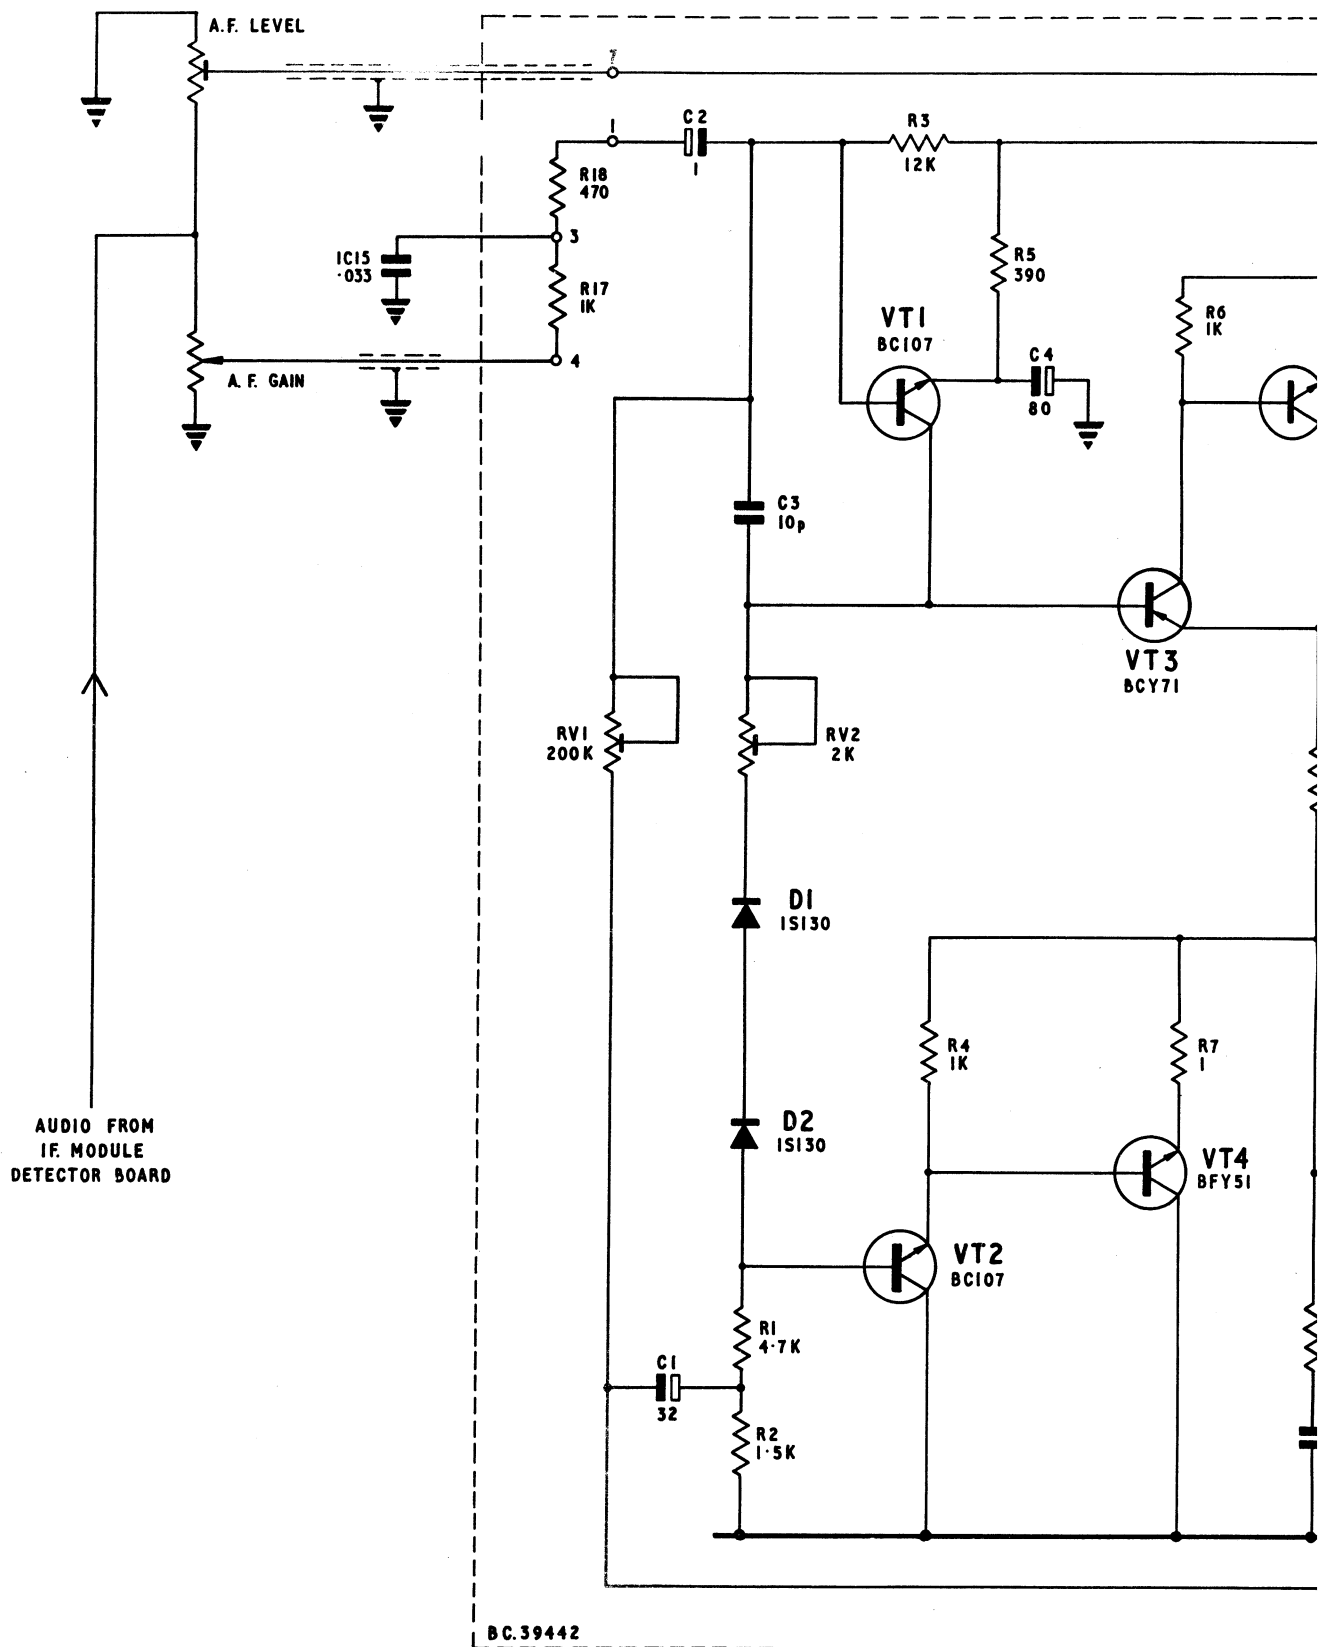 A.F. LEVEL
7
1
C2
1
R3
12K
R18
470
3
1C15
·033
R17
1K
4
A.F. GAIN
R5
390
VT1
BC107
C4
80
R6
1K
C3
10p
VT3
BCY71
RV1
200K
RV2
2K
D1
1S130
R4
1K
R7
1
AUDIO FROM
I.F. MODULE
DETECTOR BOARD
D2
1S130
VT4
BFY51
VT2
BC107
R1
4·7K
C1
32
R2
1·5K
BC.39442